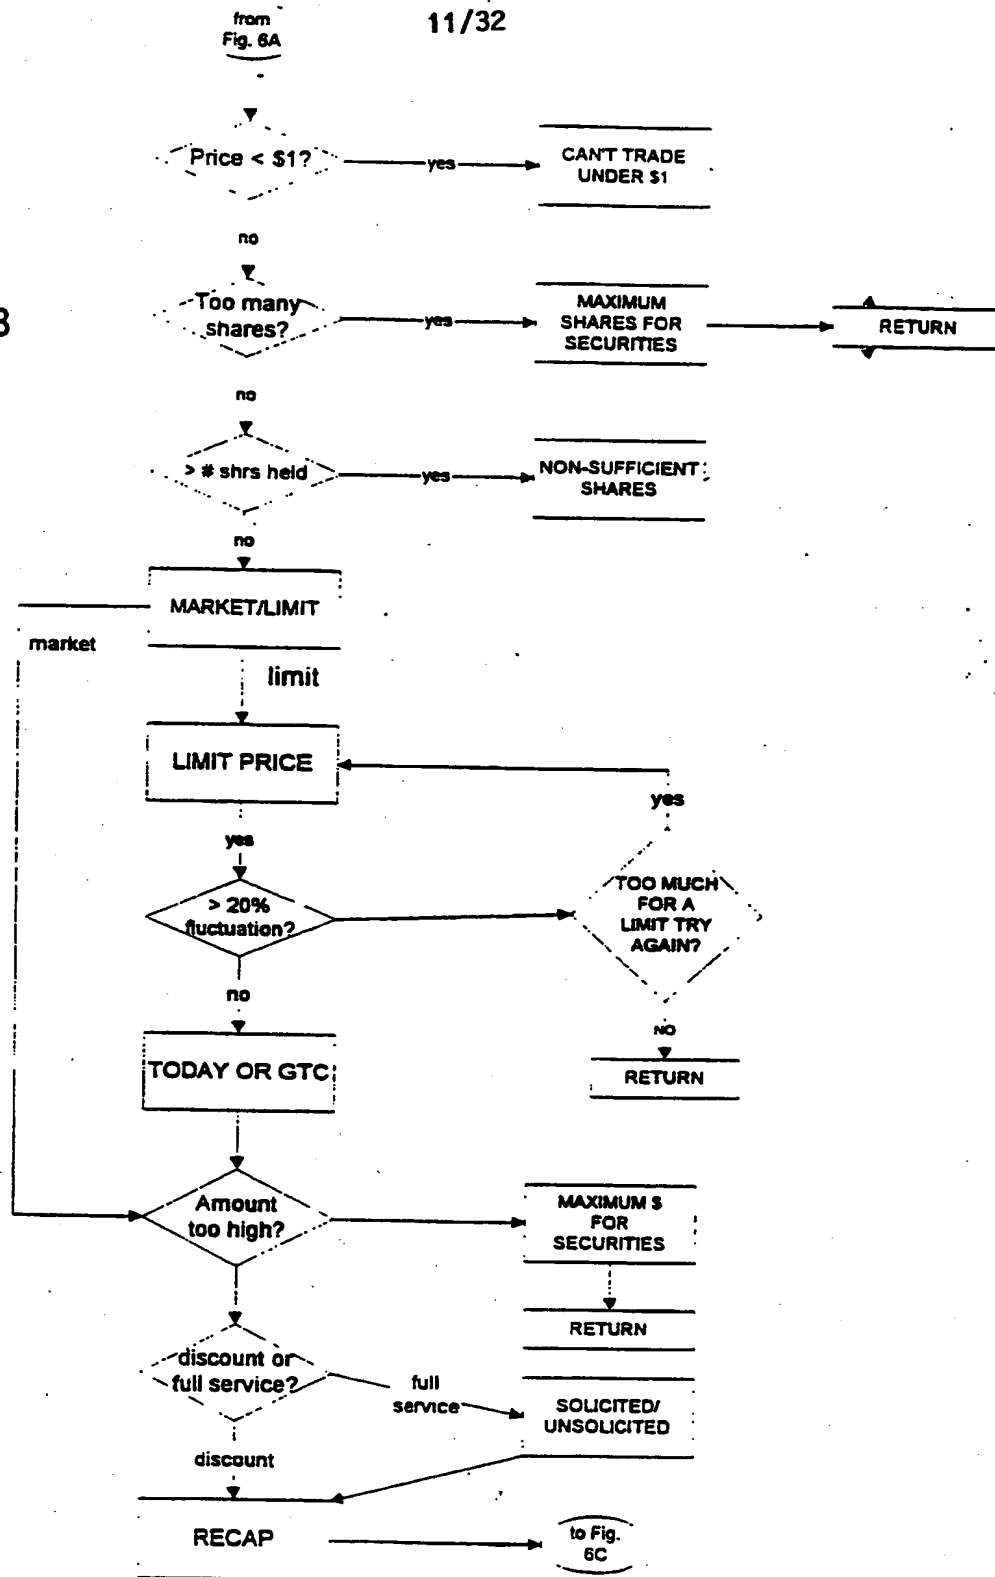 from
Fig. 6A
11/32
Price < $1?
yes
CAN'T TRADE
UNDER $1
no
Too many
shares?
yes
MAXIMUM
SHARES FOR
SECURITIES
RETURN
no
> # shrs held
yes
NON-SUFFICIENT
SHARES
no
MARKET/LIMIT
market
limit
LIMIT PRICE
yes
yes
> 20%
fluctuation?
TOO MUCH
FOR A
LIMIT TRY
AGAIN?
no
NO
TODAY OR GTC
RETURN
Amount
too high?
MAXIMUM $
FOR
SECURITIES
RETURN
discount or
full service?
full
service
SOLICITED/
UNSOLICITED
discount
RECAP
to Fig.
6C